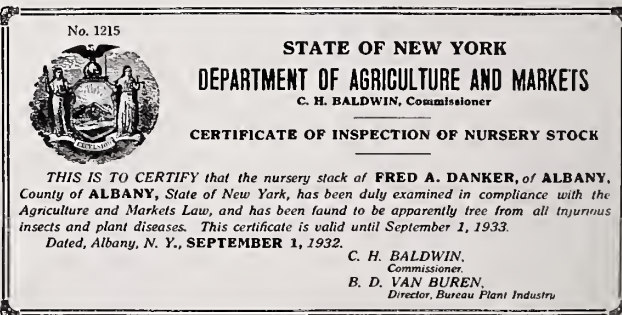 No. 1215
STATE OF NEW YORK
DEPARTMENT OF AGRICULTURE AND MARKETS
C. H. BALDWIN, Commissioner
CERTIFICATE OF INSPECTION OF NURSERY STOCK
THIS IS TO CERTIFY that the nursery stock of FRED A. DANKER, of ALBANY,
County of ALBANY, State of New York, has been duly examined in compliance with the
Agriculture and Markets Law, and has been found to be apparently free from all injurious
insects and plant diseases. This certificate is valid until September 1, 1933.
Dated, Albany, N. Y., SEPTEMBER 1, 1932.
C. H. BALDWIN,
Commissioner.
B. D. VAN BUREN,
Director, Bureau Plant Industry
EXCELSIOR